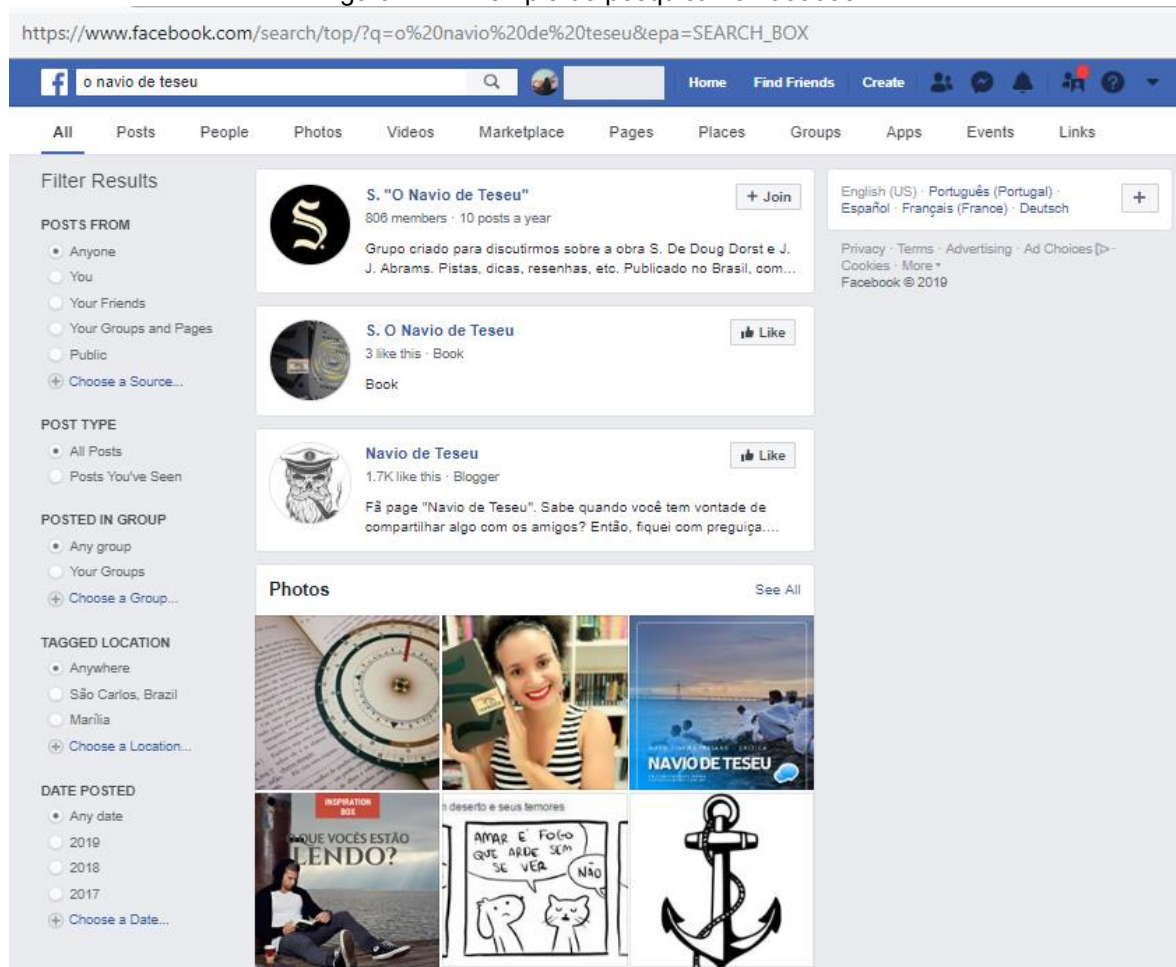 https://www.facebook.com/search/top/?q=o%20navio%20de%20teseu&epa=SEARCH_BOX
f o navio de teseu Home Find Friends Create
All Posts People Photos Videos Marketplace Pages Places Groups Apps Events Links
Filter Results
POSTS FROM
Anyone
You
Your Friends
Your Groups and Pages
Public
Choose a Source...
POST TYPE
All Posts
Posts You've Seen
POSTED IN GROUP
Any group
Your Groups
Choose a Group...
TAGGED LOCATION
Anywhere
São Carlos, Brazil
Marília
Choose a Location...
DATE POSTED
Any date
2019
2018
2017
Choose a Date...
S.
S. "O Navio de Teseu"
+ Join
806 members · 10 posts a year
Grupo criado para discutirmos sobre a obra S. De Doug Dorst e J.
J. Abrams. Pistas, dicas, resenhas, etc. Publicado no Brasil, com...
S. O Navio de Teseu
Like
3 like this · Book
Book
Navio de Teseu
Like
1.7K like this · Blogger
Fã page "Navio de Teseu". Sabe quando você tem vontade de
compartilhar algo com os amigos? Então, fiquei com preguiça....
Photos See All
NAVIO DE TESEU
INSPIRATION
BOX
O QUE VOCÊS ESTÃO
LENDO?
deserto e seus temores
AMAR E' FOGO
QUE ARDE SEM
SE VER
NÃO
English (US) · Português (Portugal) ·
Español · Français (France) · Deutsch
+
Privacy · Terms · Advertising · Ad Choices ·
Cookies · More
Facebook © 2019